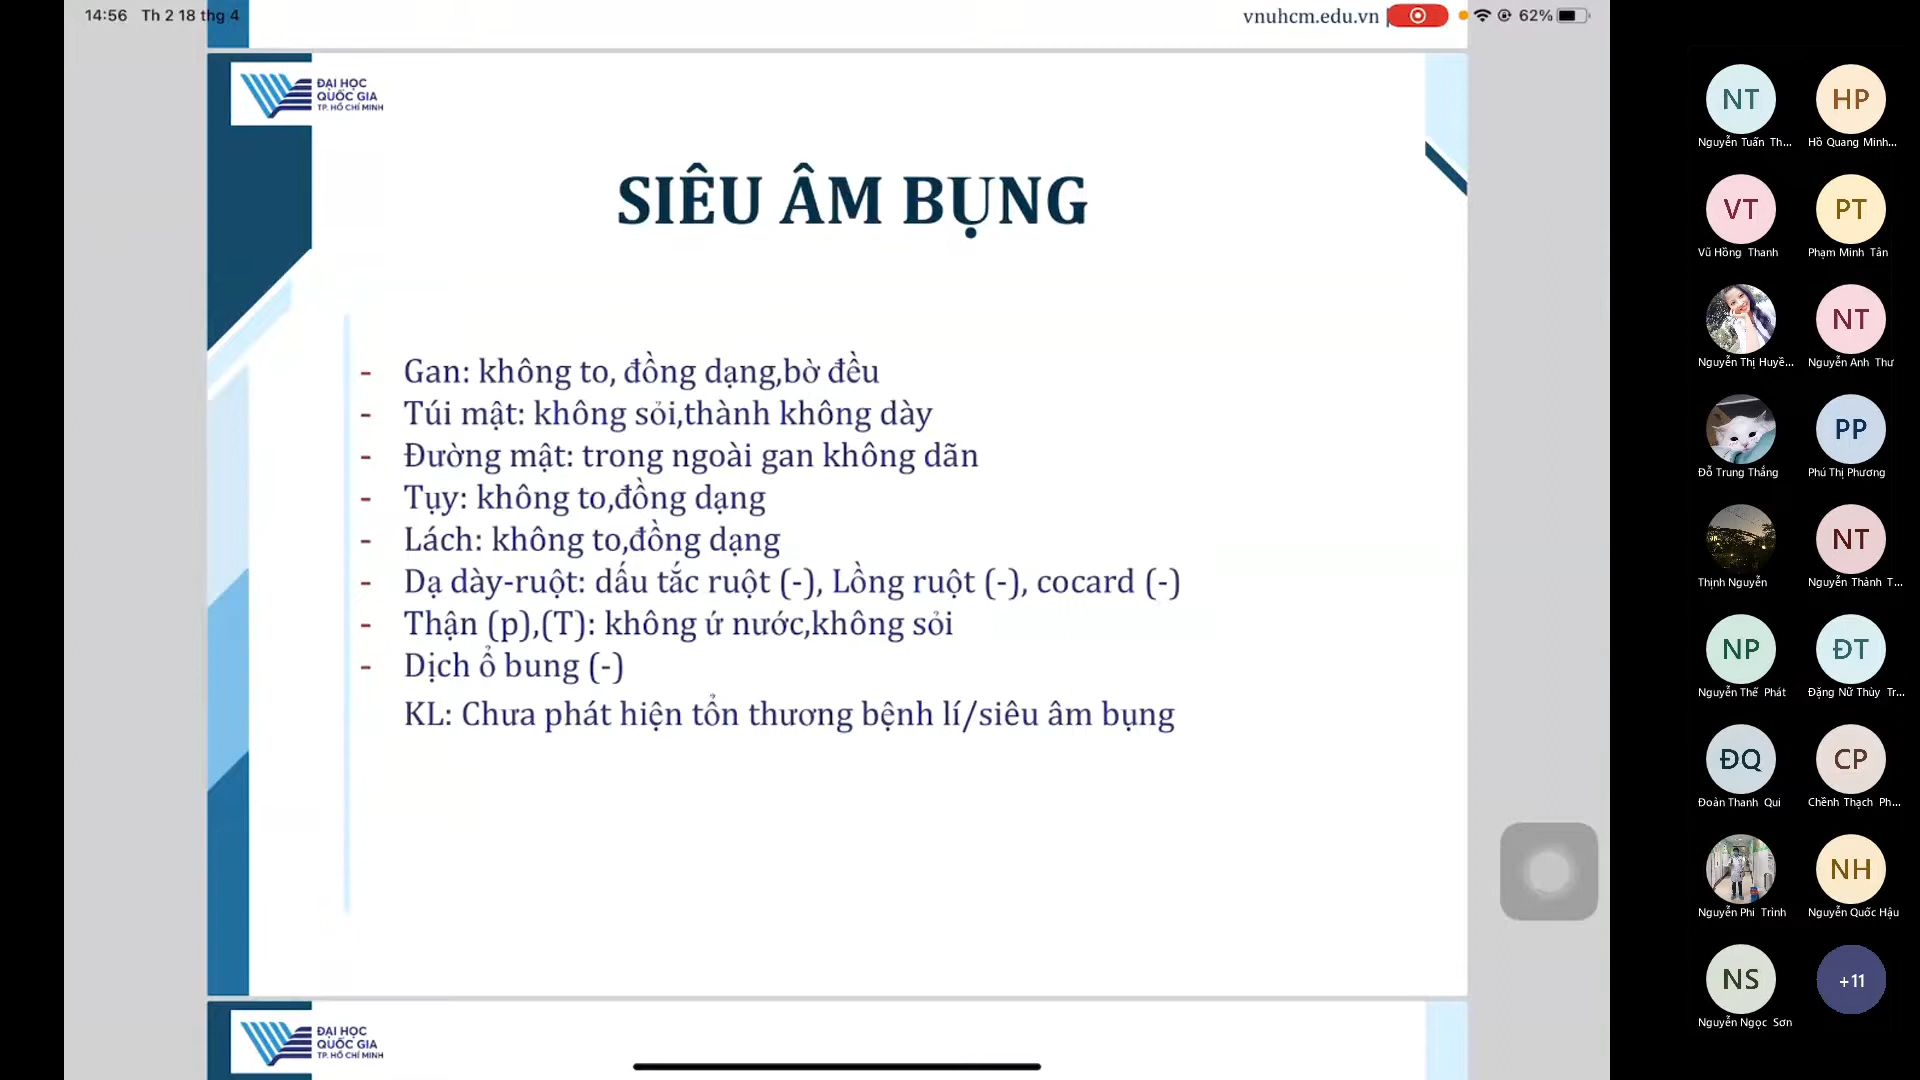 14:56 Th 2 18 thg 4
vnuhcm.edu.vn
62%
ĐẠI HỌC
QUỐC GIA
TP. HỒ CHÍ MINH
SIÊU ÂM BỤNG
- Gan: không to, đồng dạng,bờ đều
- Túi mật: không sỏi,thành không dày
- Đường mật: trong ngoài gan không dãn
- Tụy: không to,đồng dạng
- Lách: không to,đồng dạng
- Dạ dày-ruột: dấu tắc ruột (-), Lồng ruột (-), cocard (-)
- Thận (p),(T): không ứ nước,không sỏi
- Dịch ổ bung (-)
KL: Chưa phát hiện tổn thương bệnh lí/siêu âm bụng
ĐẠI HỌC
QUỐC GIA
TP. HỒ CHÍ MINH
NT HP
Nguyễn Tuấn Th... Hồ Quang Minh...
VT PT
Vũ Hồng Thanh Phạm Minh Tân
NT
Nguyễn Thị Huyề... Nguyễn Anh Thư
PP
Đỗ Trung Thắng Phú Thị Phương
NT
Thịnh Nguyễn Nguyễn Thành T...
NP ĐT
Nguyễn Thế Phát Đặng Nữ Thùy Tr...
ĐQ CP
Đoàn Thanh Qui Chềnh Thạch Ph...
NH
Nguyễn Phi Trình Nguyễn Quốc Hậu
NS +11
Nguyễn Ngọc Sơn